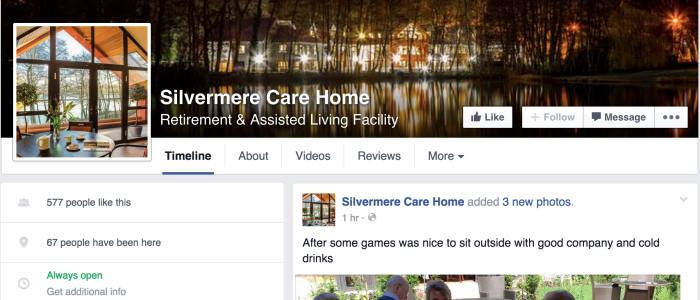 Silvermere Care Home
Retirement & Assisted Living Facility
Like
Follow
Message
Timeline
About
Videos
Reviews
More
577 people like this
67 people have been here
Always open
Get additional info
Silvermere Care Home added 3 new photos.
1 hr ·
After some games was nice to sit outside with good company and cold
drinks